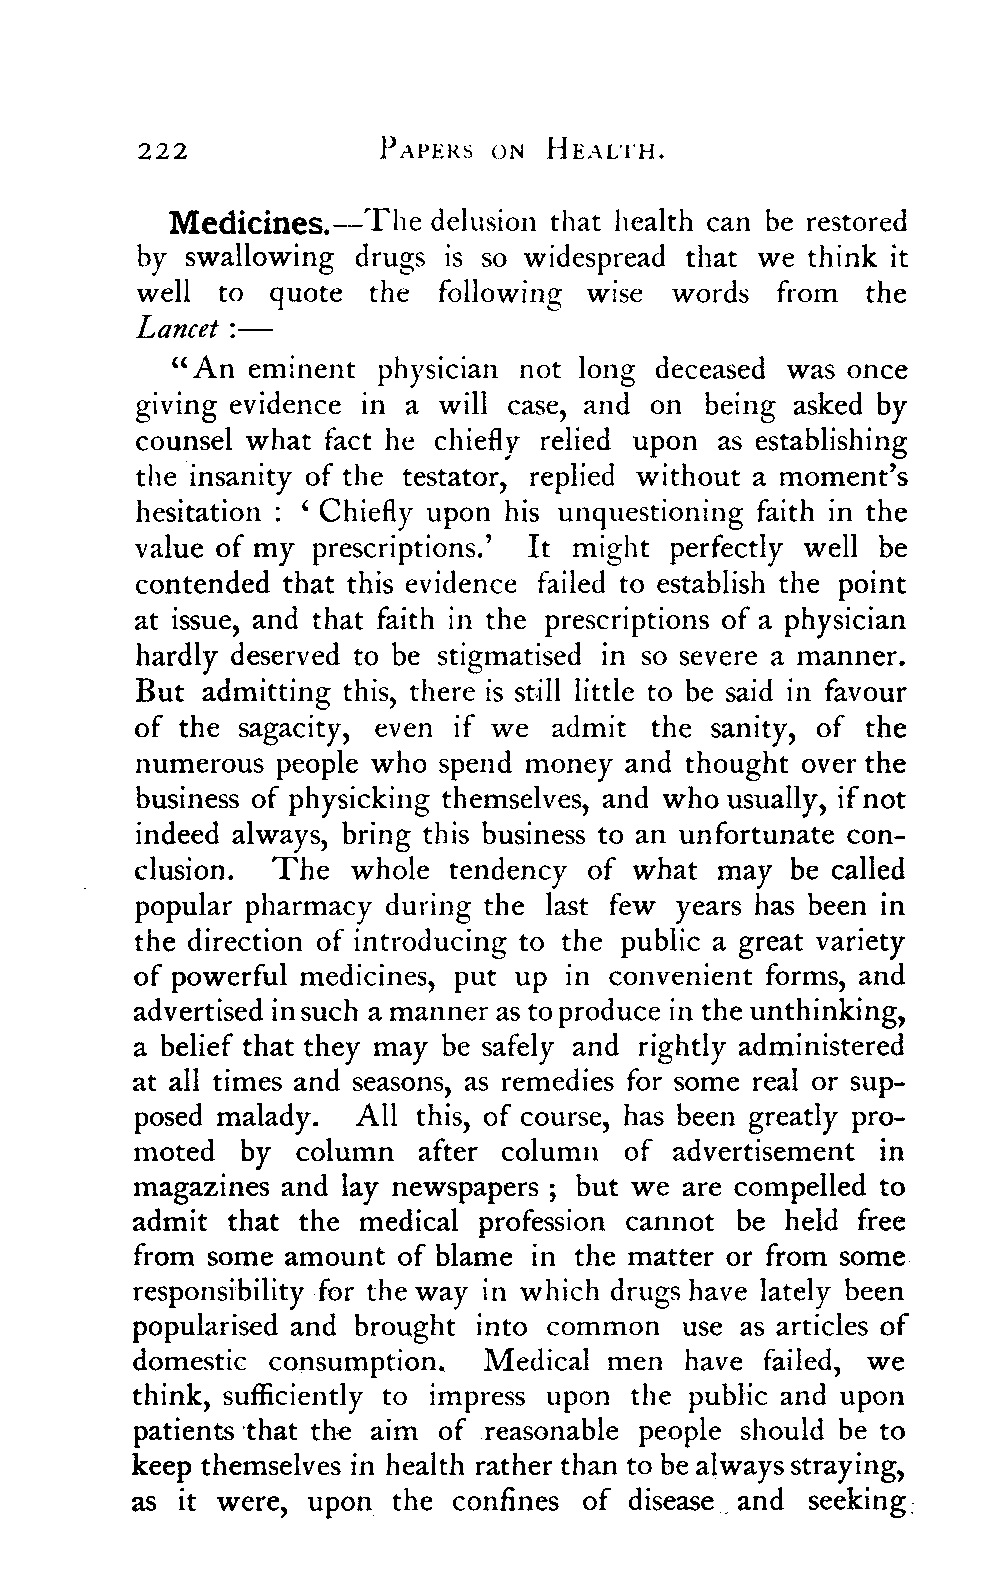 222 PAPERS ON HEALTH.
Medicines.—The delusion that health can be restored
by swallowing drugs is so widespread that we think it
well to quote the following wise words from the
Lancet :—
“An eminent physician not long deceased was once
giving evidence in a will case, and on being asked by
counsel what fact he chiefly relied upon as establishing
the insanity of the testator, replied without a moment’s
hesitation : ‘ Chiefly upon his unquestioning faith in the
value of my prescriptions.’ It might perfectly well be
contended that this evidence failed to establish the point
at issue, and that faith in the prescriptions of a physician
hardly deserved to be stigmatised in so severe a manner.
But admitting this, there is still little to be said in favour
of the sagacity, even if we admit the sanity, of the
numerous people who spend money and thought over the
business of physicking themselves, and who usually, if not
indeed always, bring this business to an unfortunate con-
clusion. The whole tendency of what may be called
popular pharmacy during the last few years has been in
the direction of introducing to the public a great variety
of powerful medicines, put up in convenient forms, and
advertised in such a manner as to produce in the unthinking,
a belief that they may be safely and rightly administered
at all times and seasons, as remedies for some real or sup-
posed malady. All this, of course, has been greatly pro-
moted by column after column of advertisement in
magazines and lay newspapers ; but we are compelled to
admit that the medical profession cannot be held free
from some amount of blame in the matter or from some
responsibility for the way in which drugs have lately been
popularised and brought into common use as articles of
domestic consumption. Medical men have failed, we
think, sufficiently to impress upon the public and upon
patients that the aim of reasonable people should be to
keep themselves in health rather than to be always straying,
as it were, upon the confines of disease and seeking